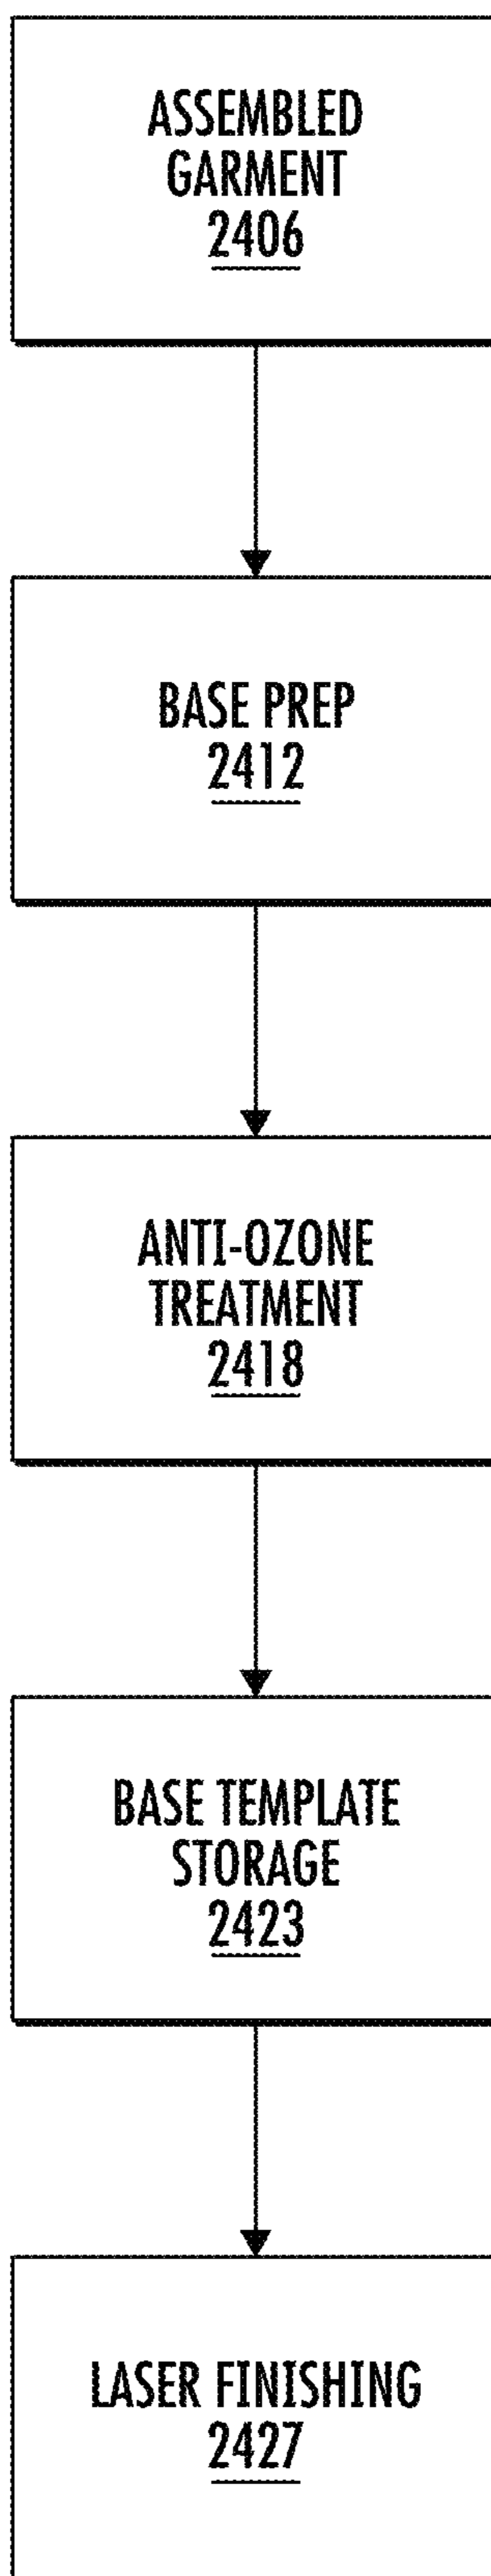 ASSEMBLED
GARMENT
2406
BASE PREP
2412
ANTI-OZONE
TREATMENT
2418
BASE TEMPLATE
STORAGE
2423
LASER FINISHING
2427